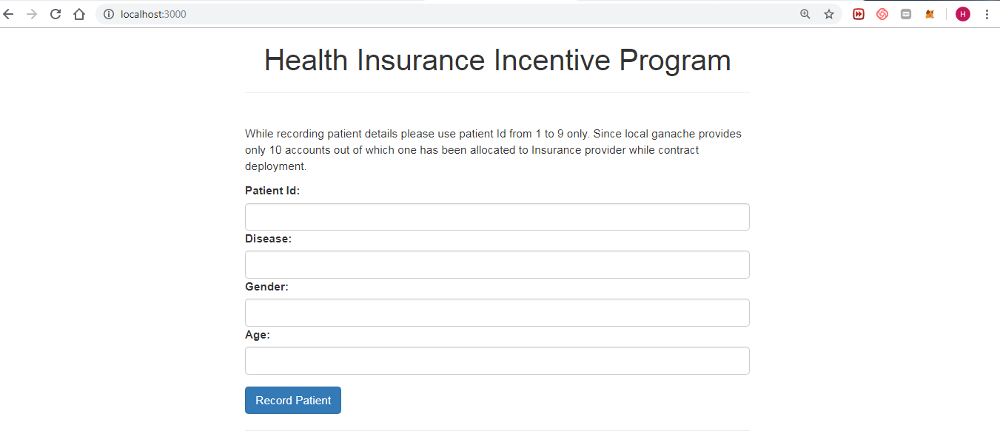 localhost:3000
H
Health Insurance Incentive Program
While recording patient details please use patient Id from 1 to 9 only. Since local ganache provides
only 10 accounts out of which one has been allocated to Insurance provider while contract
deployment.
Patient Id:
Disease:
Gender:
Age:
Record Patient